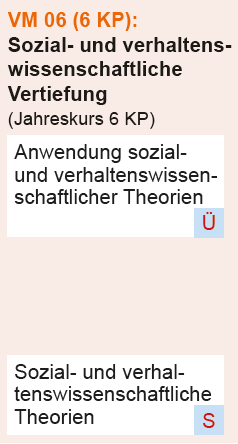 VM 06 (6 KP):
Sozial- und verhaltens-
wissenschaftliche
Vertiefung
(Jahreskurs 6 KP)
Anwendung sozial-
und verhaltenswissen-
schaftlicher Theorien
Ü
Sozial- und verhal-
tenswissenschaftliche
Theorien
S